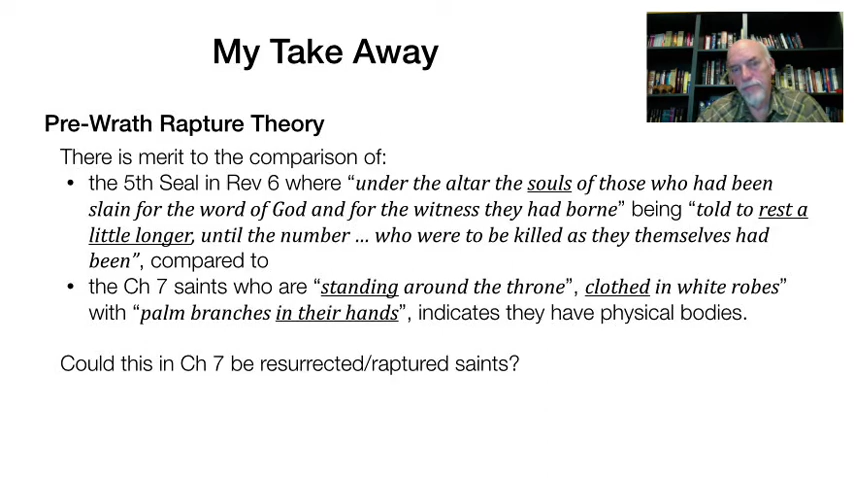 My Take Away
Pre-Wrath Rapture Theory
There is merit to the comparison of:
• the 5th Seal in Rev 6 where “under the altar the souls of those who had been
slain for the word of God and for the witness they had borne” being “told to rest a
little longer, until the number … who were to be killed as they themselves had
been”, compared to
• the Ch 7 saints who are “standing around the throne”, clothed in white robes”
with “palm branches in their hands”, indicates they have physical bodies.
Could this in Ch 7 be resurrected/raptured saints?